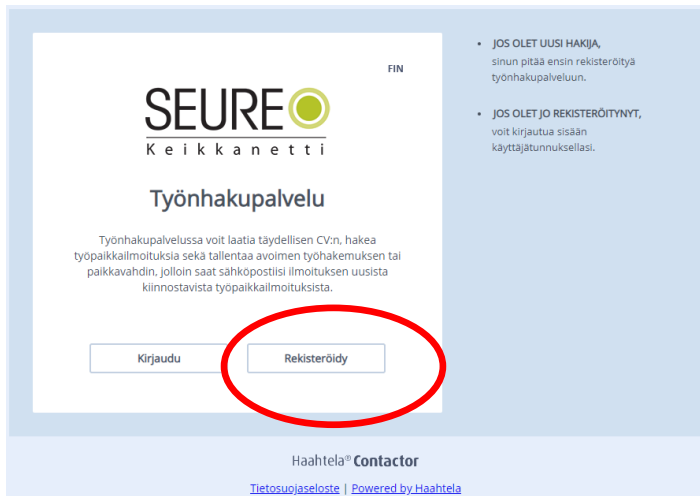 FIN
SEURE
Keikkanetti
Työnhakupalvelu
Työnhakupalvelussa voit laatia täydellisen CV:n, hakea
työpaikkailmoituksia sekä tallentaa avoimen työhakemuksen tai
paikkavahdin, jolloin saat sähköpostiisi ilmoituksen uusista
kiinnostavista työpaikkailmoituksista.
Kirjaudu
Rekisteröidy
• JOS OLET UUSI HAKIJA,
sinun pitää ensin rekisteröityä
työnhakupalveluun.
• JOS OLET JO REKISTERÖITYNYT,
voit kirjautua sisään
käyttäjätunnuksellasi.
Haahtela® Contactor
Tietosuojaseloste | Powered by Haahtela